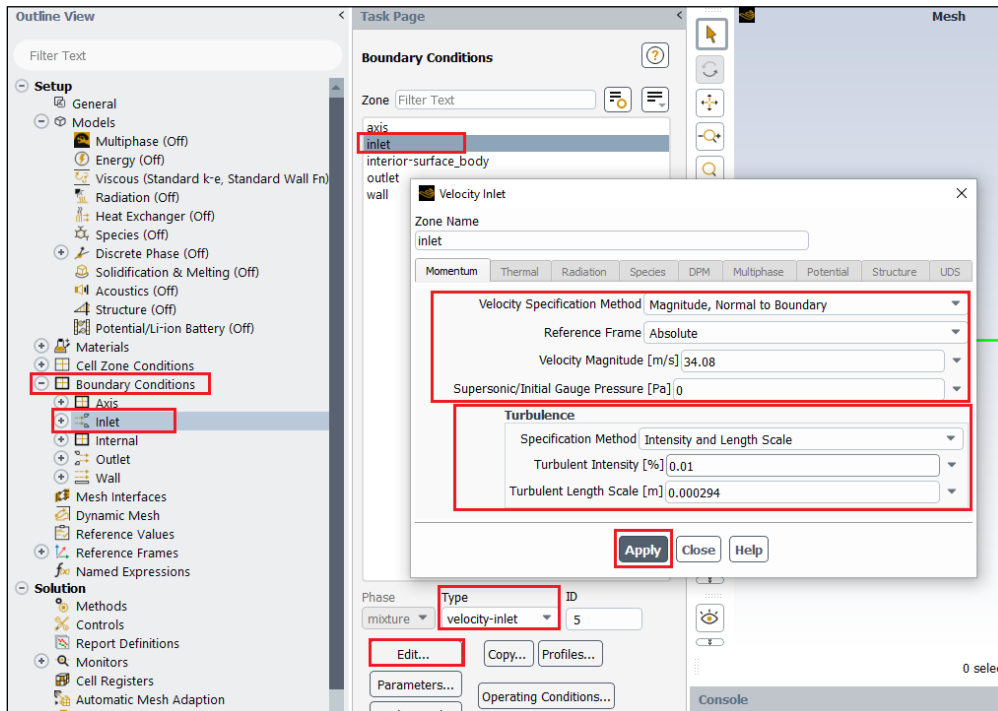 Outline View
<
Filter Text
Setup
General
Models
Multiphase (Off)
Energy (Off)
Viscous (Standard k-e, Standard Wall Fn)
Radiation (Off)
Heat Exchanger (Off)
Species (Off)
Discrete Phase (Off)
Solidification & Melting (Off)
Acoustics (Off)
Structure (Off)
Potential/Li-ion Battery (Off)
Materials
Cell Zone Conditions
Boundary Conditions
Axis
Inlet
Internal
Outlet
Wall
Mesh Interfaces
Dynamic Mesh
Reference Values
Reference Frames
Named Expressions
Solution
Methods
Controls
Report Definitions
Monitors
Cell Registers
Automatic Mesh Adaption
Task Page
<
Boundary Conditions
?
Zone Filter Text
axis
inlet
interior-surface_body
outlet
wall
Phase Type ID
mixture velocity-inlet 5
Edit... Copy... Profiles...
Parameters... Operating Conditions...
Velocity Inlet
Zone Name
inlet
Momentum Thermal Radiation Species DPM Multiphase Potential Structure UDS
Velocity Specification Method Magnitude, Normal to Boundary
Reference Frame Absolute
Velocity Magnitude [m/s] 34.08
Supersonic/Initial Gauge Pressure [Pa] 0
Turbulence
Specification Method Intensity and Length Scale
Turbulent Intensity [%] 0.01
Turbulent Length Scale [m] 0.000294
Apply Close Help
Mesh
0 selec
Console